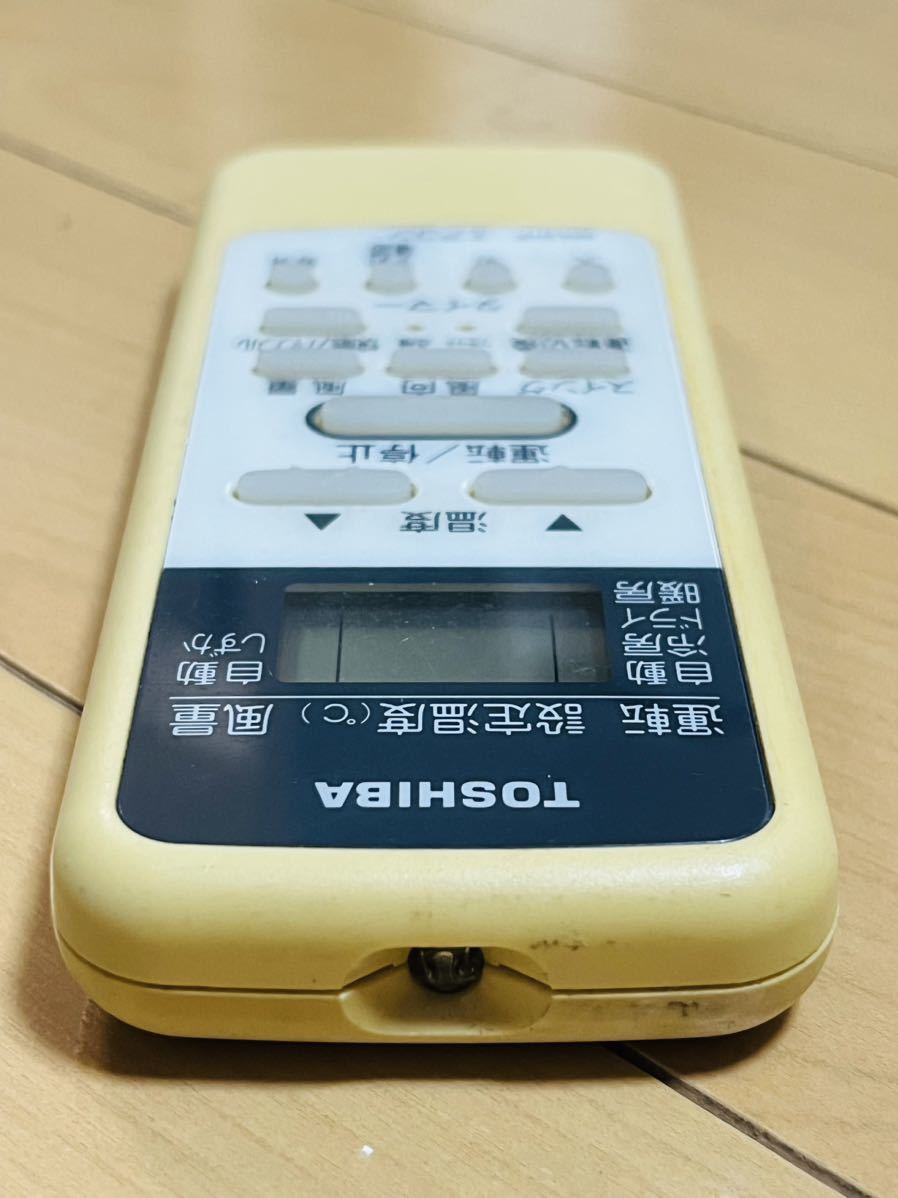 TOSHIBA
運転 設定温度(℃) 風量
自動 自動
冷房 しずか
ドライ
暖房
▲ 温度 ▼
運転/停止
スイング 風向 風量
タイマー